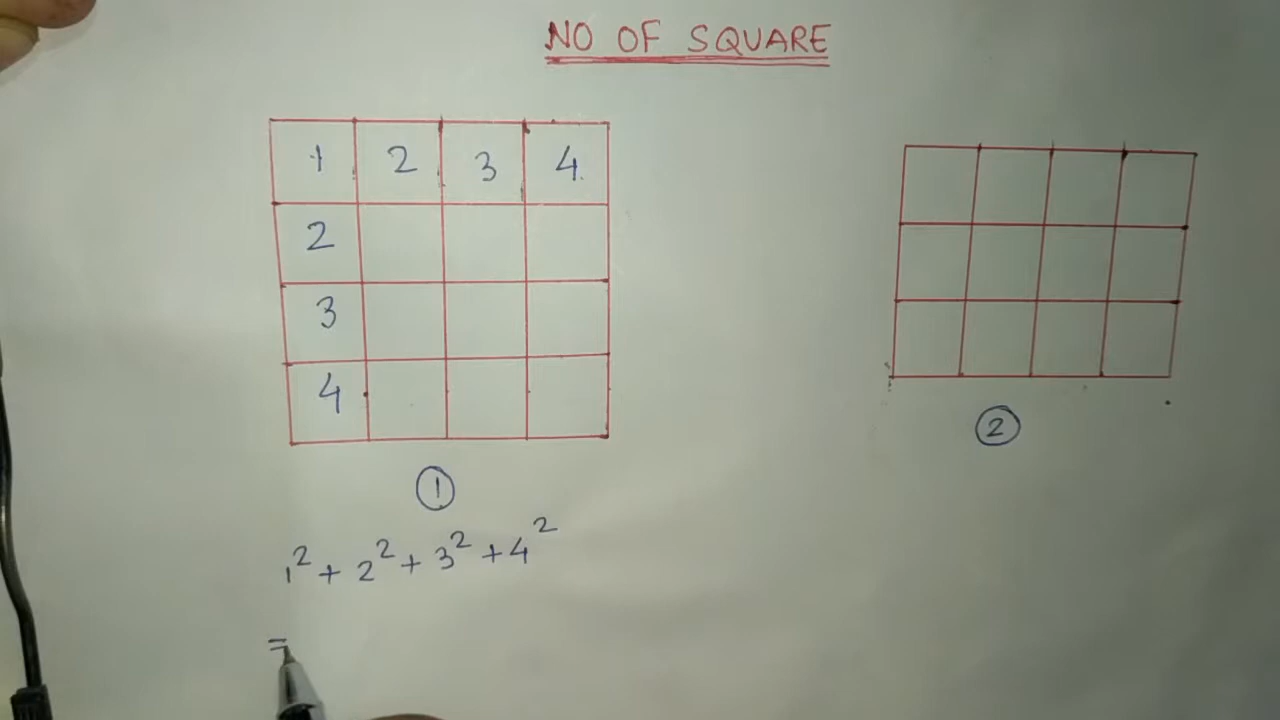 NO OF SQUARE
1 2 3 4
2
3
4
①
②
1² + 2² + 3² + 4²
=